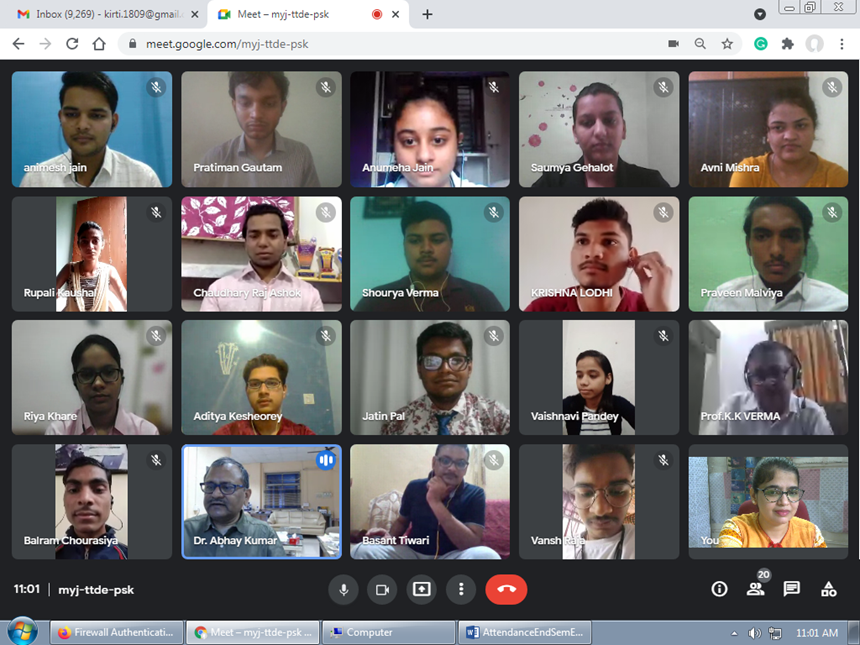 Inbox (9,269) - kirti.1809@gmail.
Meet – myj-ttde-psk
meet.google.com/myj-ttde-psk
animesh jain
Pratiman Gautam
Anumeha Jain
Saumya Gehalot
Avni Mishra
Rupali Kaushal
Chaudhary Raj Ashok
Shourya Verma
KRISHNA LODHI
Praveen Malviya
Riya Khare
Aditya Kesheorey
Jatin Pal
Vaishnavi Pandey
Prof.K.K VERMA
Balram Chourasiya
Dr. Abhay Kumar
Basant Tiwari
Vansh Raja
You
11:01 | myj-ttde-psk
20
Firewall Authenticati...
Meet – myj-ttde-psk ...
Computer
AttendanceEndSemE...
11:01 AM